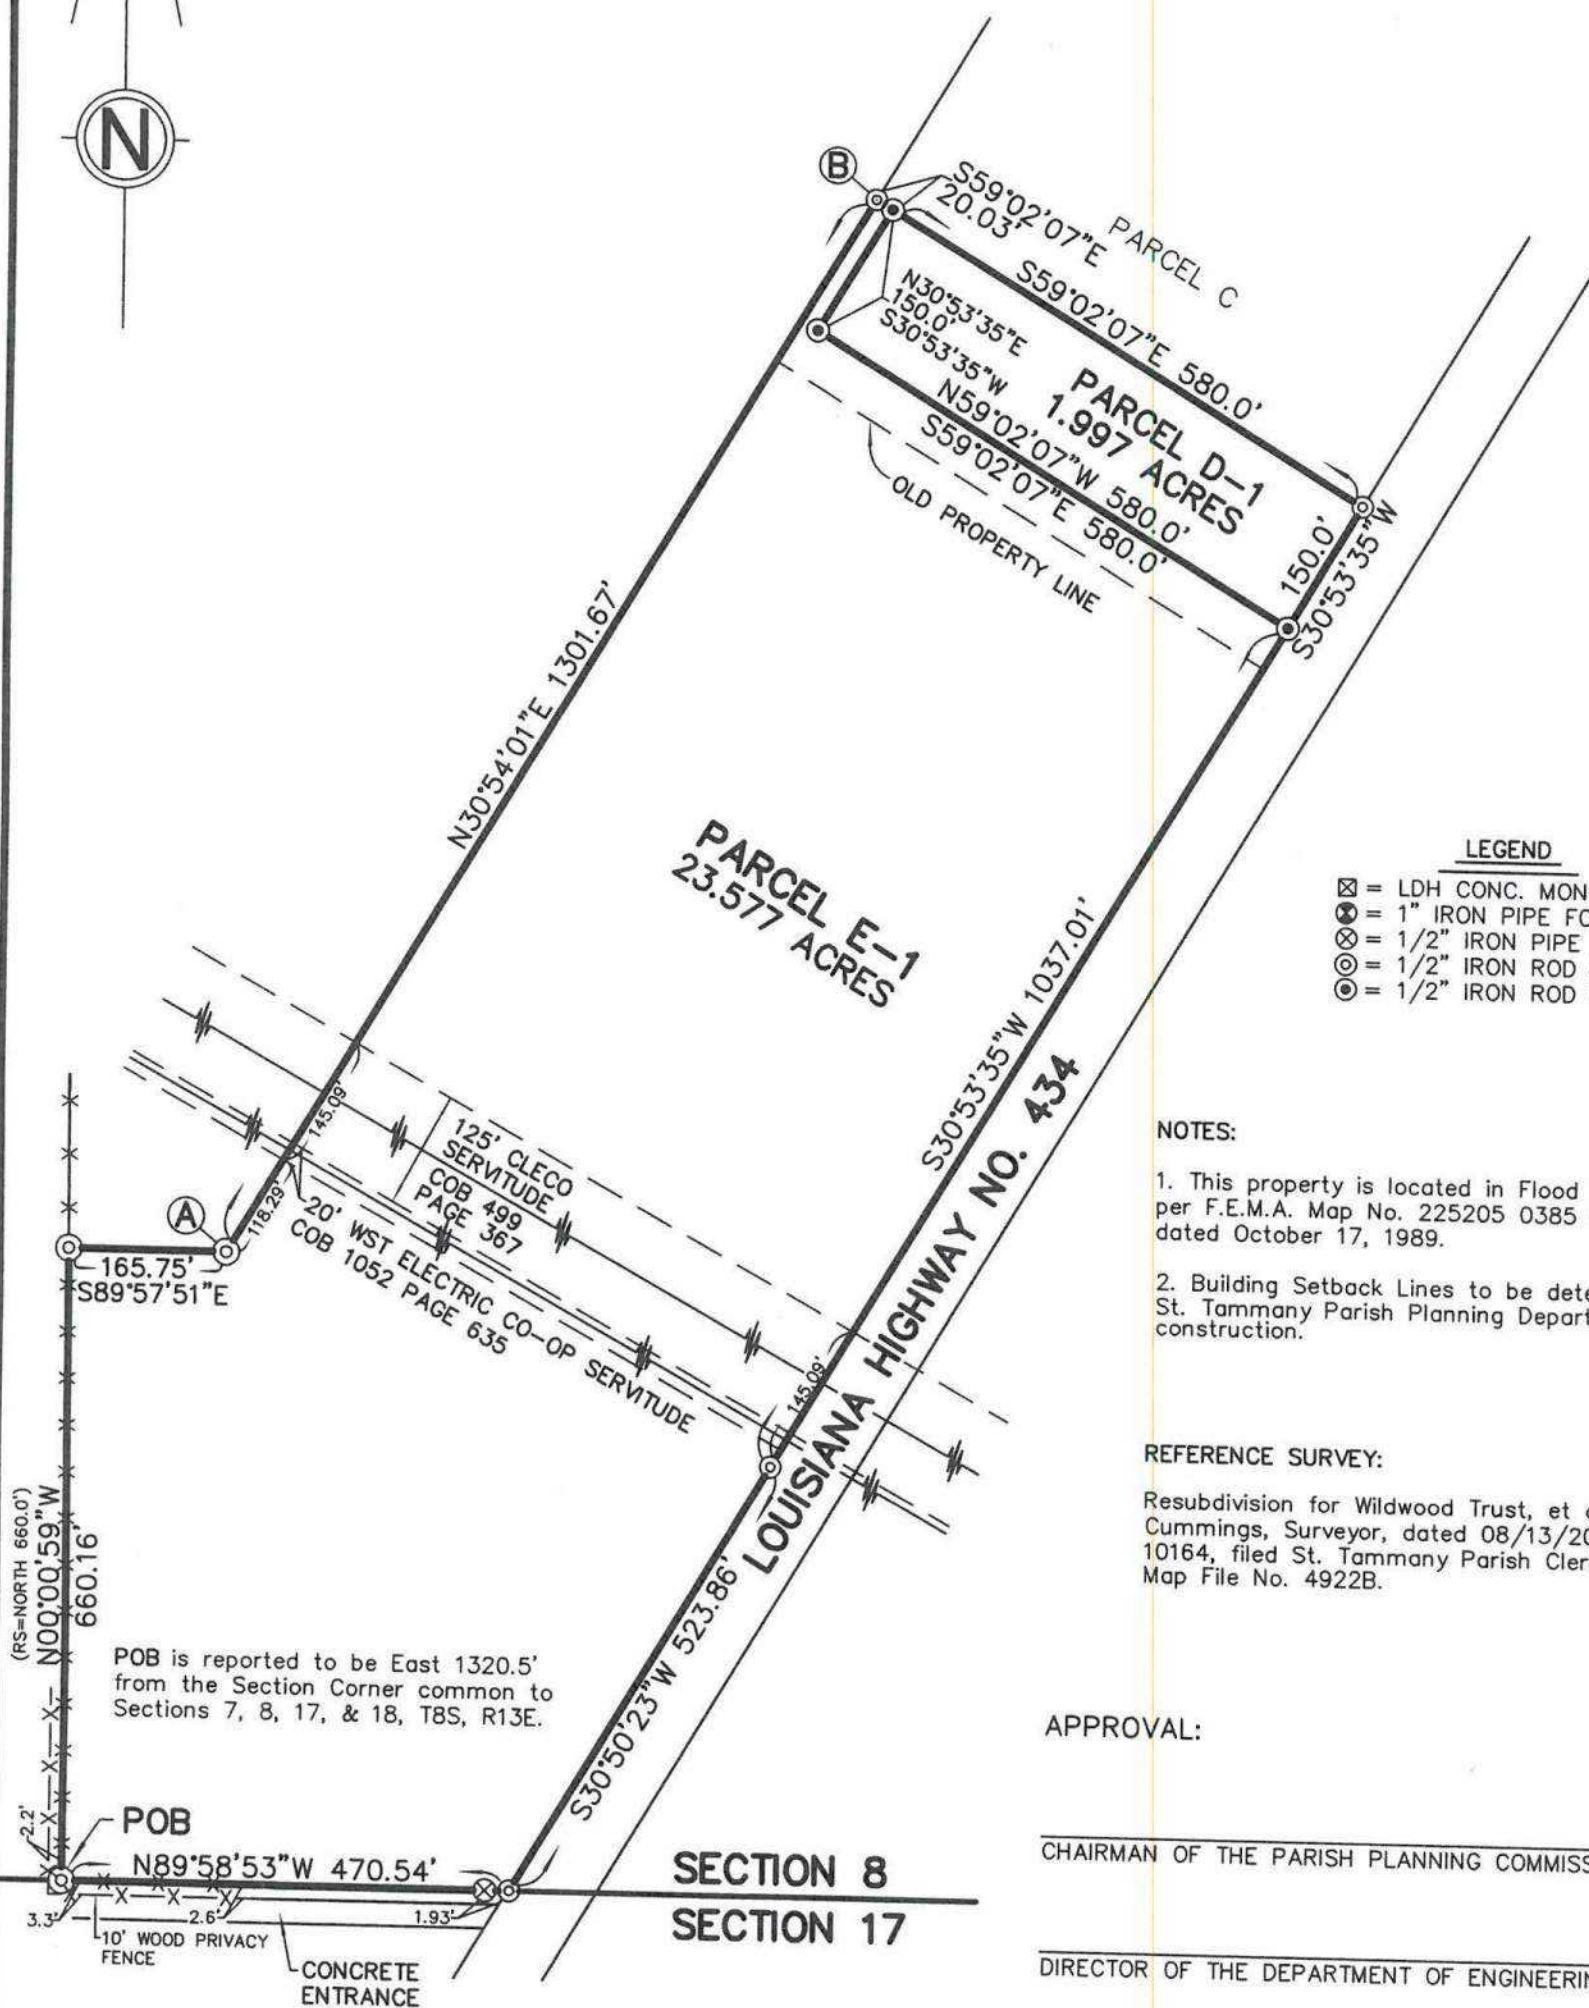 N
B
S59°02'07"E
20.03'
PARCEL C
S59°02'07"E 580.0'
N30°53'35"E
150.0'
S30°53'35"W
PARCEL D-1
1.997 ACRES
N59°02'07"W 580.0'
S59°02'07"E 580.0'
OLD PROPERTY LINE
150.0'
S30°53'35"W
N30°54'01"E 1301.67'
PARCEL E-1
23.577 ACRES
S30°53'35"W 1037.01'
LEGEND
= LDH CONC. MON
= 1" IRON PIPE FO
= 1/2" IRON PIPE
= 1/2" IRON ROD
= 1/2" IRON ROD
145.09'
118.29'
A
125' CLECO
SERVITUDE
COB 499
PAGE 367
20' WST ELECTRIC CO-OP SERVITUDE
COB 1052 PAGE 635
165.75'
S89°57'51"E
145.09'
LOUISIANA HIGHWAY NO. 434
NOTES:
1. This property is located in Flood
per F.E.M.A. Map No. 225205 0385
dated October 17, 1989.
2. Building Setback Lines to be dete
St. Tammany Parish Planning Depart
construction.
REFERENCE SURVEY:
Resubdivision for Wildwood Trust, et
Cummings, Surveyor, dated 08/13/20
10164, filed St. Tammany Parish Cler
Map File No. 4922B.
(RS=NORTH 660.0')
N00°00'59"W
660.16'
S30°50'23"W 523.86'
POB is reported to be East 1320.5'
from the Section Corner common to
Sections 7, 8, 17, & 18, T8S, R13E.
APPROVAL:
2.2'
POB
N89°58'53"W 470.54'
SECTION 8
SECTION 17
3.3'
2.6'
1.93'
10' WOOD PRIVACY
FENCE
CONCRETE
ENTRANCE
CHAIRMAN OF THE PARISH PLANNING COMMISS
DIRECTOR OF THE DEPARTMENT OF ENGINEERIN